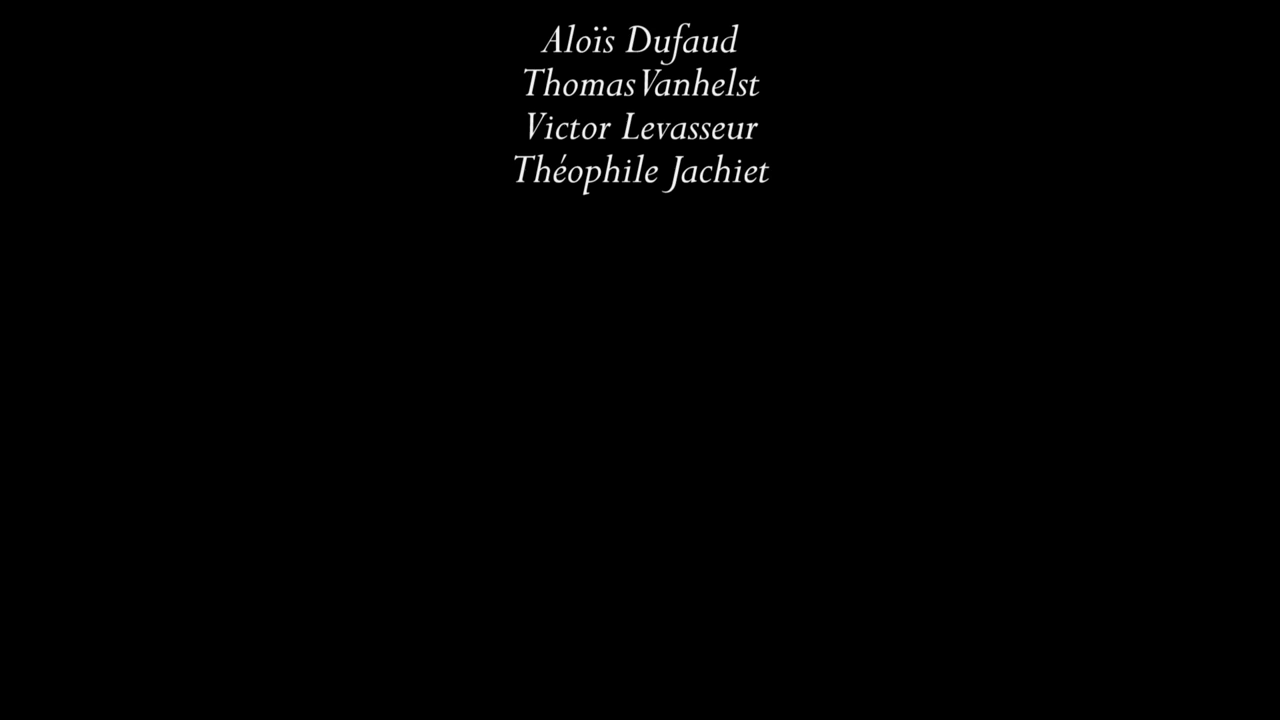 Aloïs Dufaud
Thomas Vanhelst
Victor Levasseur
Théophile Jachiet